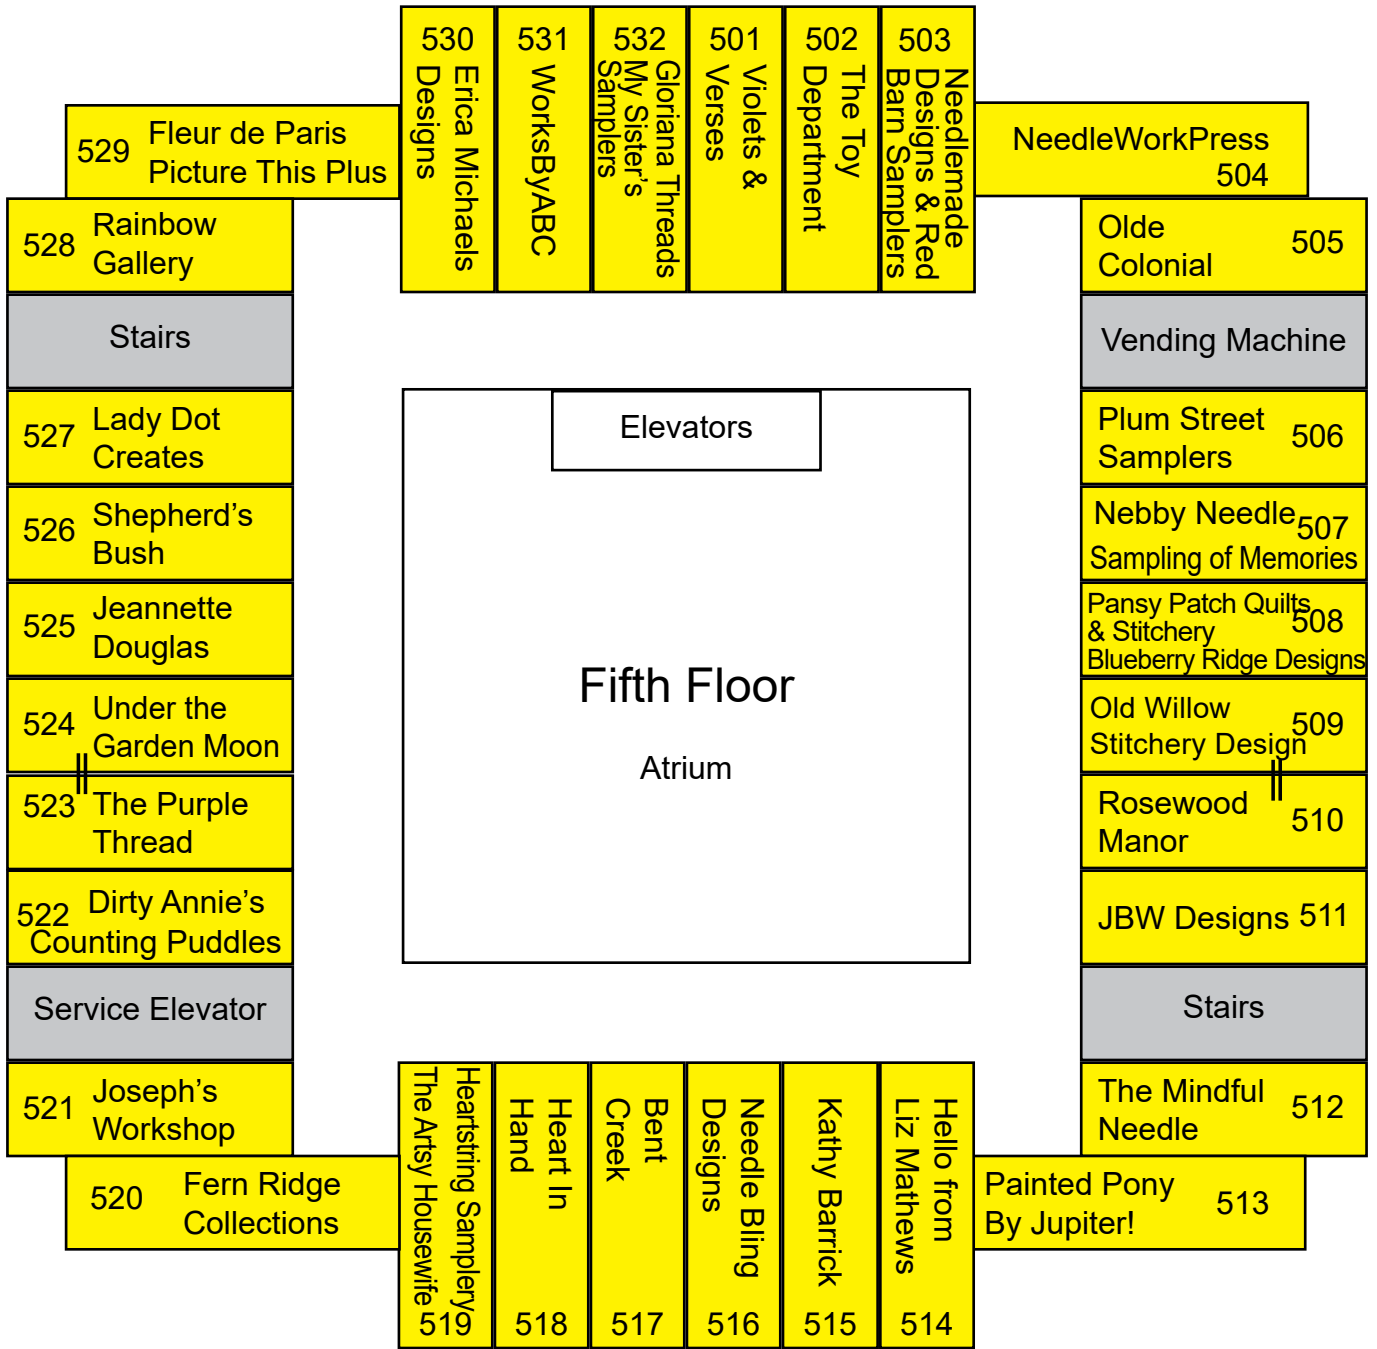 530
Erica Michaels
Designs
531
WorksByABC
532
Gloriana Threads
My Sister's
Samplers
501
Violets &
Verses
502
The Toy
Department
503
Needlemade
Designs & Red
Barn Samplers
529
Fleur de Paris
Picture This Plus
NeedleWorkPress
504
528
Rainbow
Gallery
Olde
Colonial
505
Stairs
Vending Machine
527
Lady Dot
Creates
Elevators
Plum Street
Samplers
506
526
Shepherd’s
Bush
Nebby Needle
507
Sampling of Memories
525
Jeannette
Douglas
Pansy Patch Quilts
& Stitchery
508
Blueberry Ridge Designs
Fifth Floor
Atrium
524
Under the
Garden Moon
Old Willow
Stitchery Design
509
523
The Purple
Thread
Rosewood
Manor
510
522
Dirty Annie’s
Counting Puddles
JBW Designs 511
Service Elevator
Stairs
521
Joseph’s
Workshop
The Mindful
Needle
512
520
Fern Ridge
Collections
Heartstring Samplery
The Artsy Housewife
519
Heart In
Hand
518
Bent
Creek
517
Needle Bling
Designs
516
Kathy Barrick
515
Hello from
Liz Mathews
514
Painted Pony
By Jupiter!
513